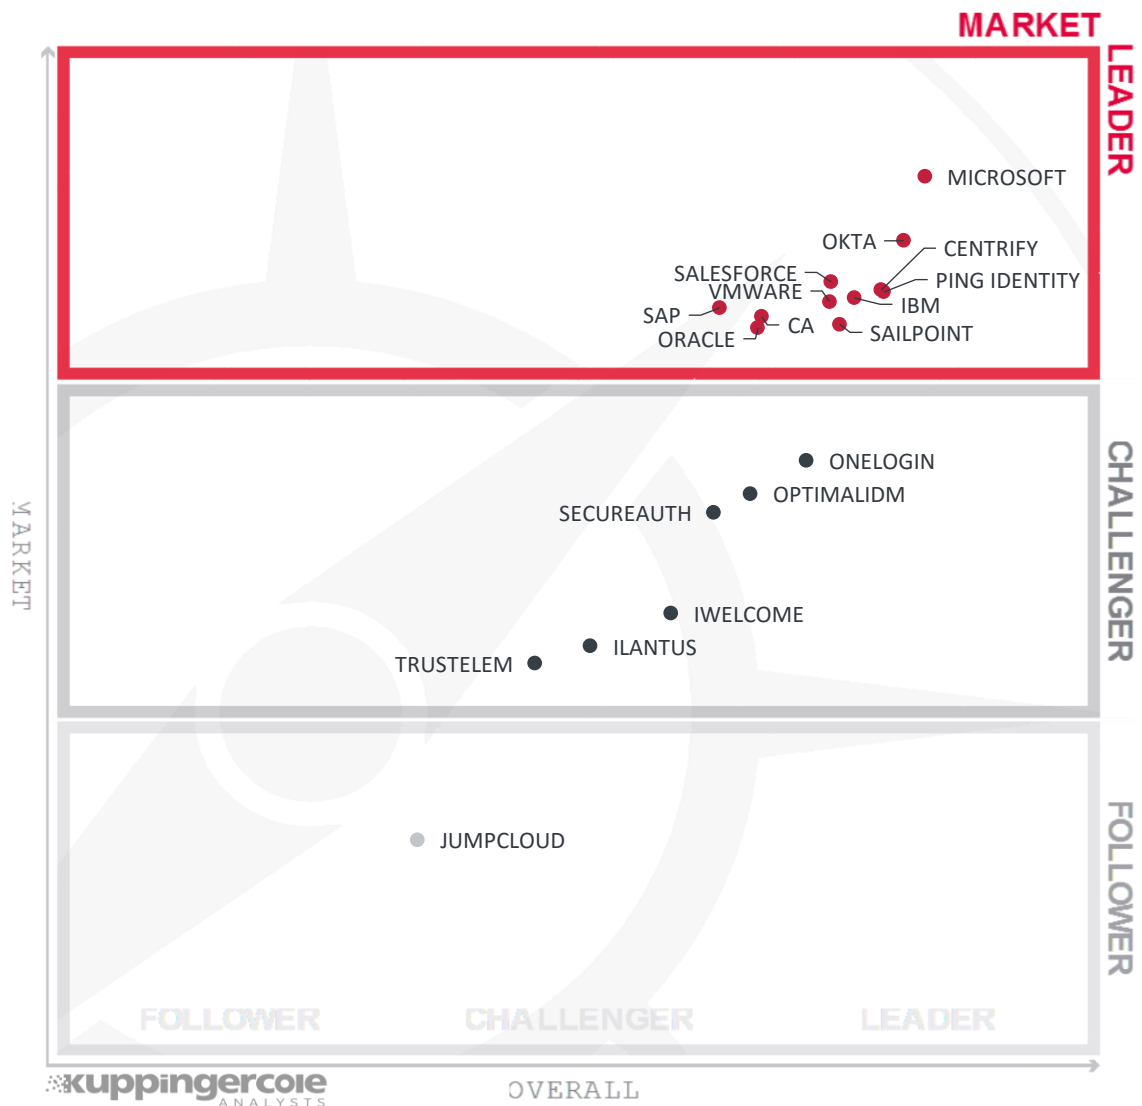 MARKET
LEADER
MICROSOFT
OKTA
CENTRIFY
SALESFORCE
PING IDENTITY
VMWARE
IBM
SAP
CA
SAILPOINT
ORACLE
CHALLENGER
ONELOGIN
OPTIMALIDM
SECUREAUTH
MARKET
IWELCOME
ILANTUS
TRUSTELEM
FOLLOWER
JUMPCLOUD
FOLLOWER
CHALLENGER
LEADER
kuppingercole
ANALYSTS
OVERALL